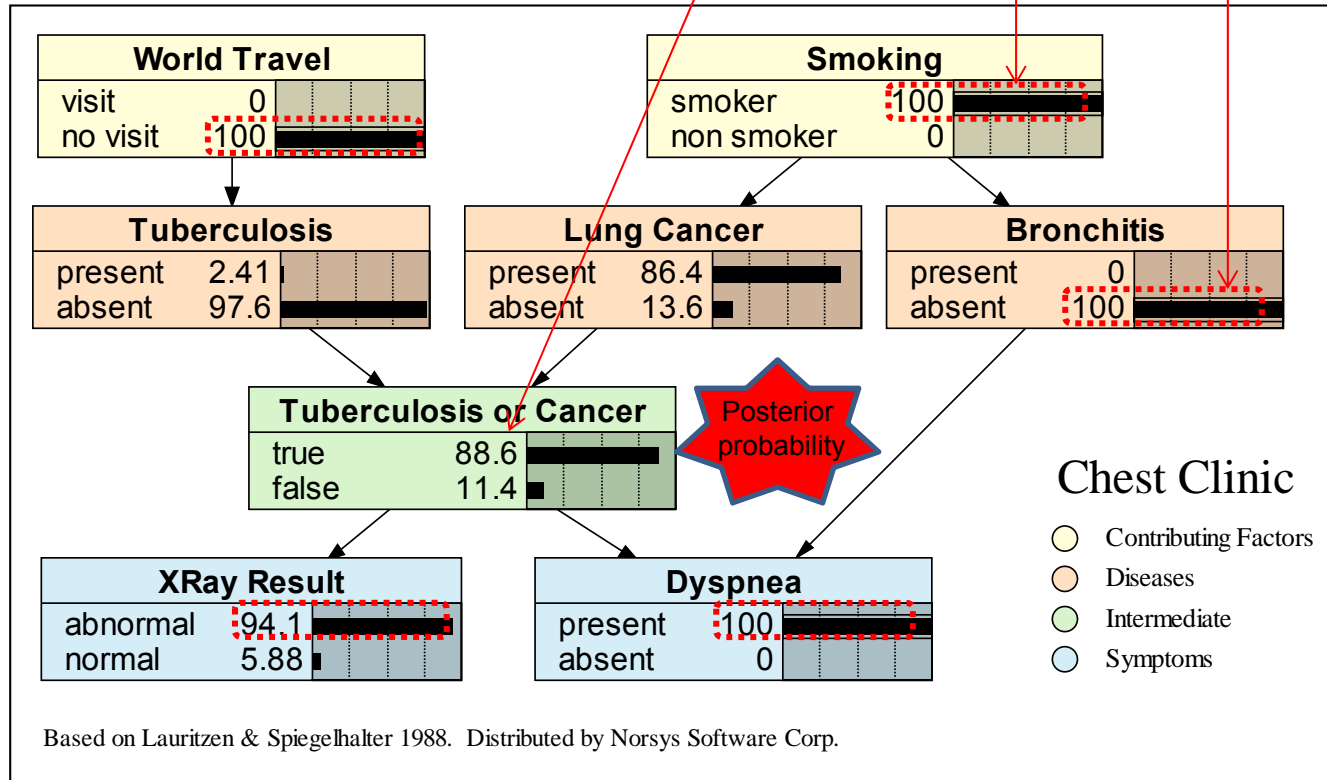 World Travel
visit 0
no visit 100
Smoking
smoker 100
non smoker 0
Tuberculosis
present 2.41
absent 97.6
Lung Cancer
present 86.4
absent 13.6
Bronchitis
present 0
absent 100
Tuberculosis or Cancer
true 88.6
false 11.4
Posterior
probability
XRay Result
abnormal 94.1
normal 5.88
Dyspnea
present 100
absent 0
Chest Clinic
Contributing Factors
Diseases
Intermediate
Symptoms
Based on Lauritzen & Spiegelhalter 1988. Distributed by Norsys Software Corp.